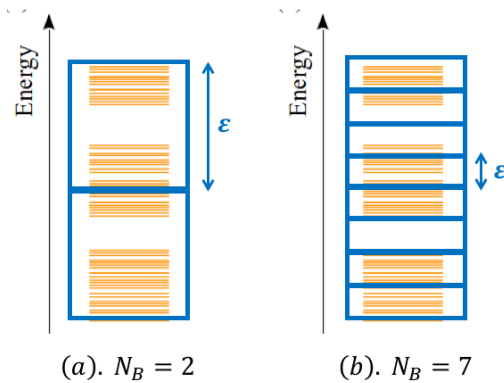 Energy
ε
(a). N_B = 2
Energy
ε
(b). N_B = 7